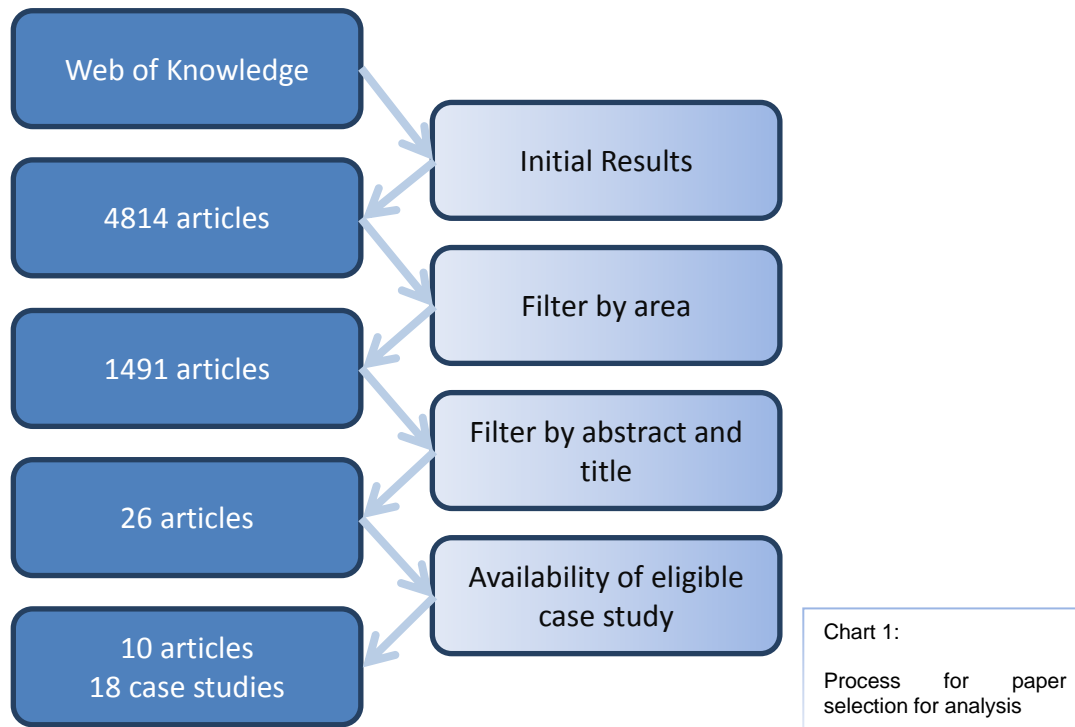 Web of Knowledge
Initial Results
4814 articles
Filter by area
1491 articles
Filter by abstract and
title
26 articles
Availability of eligible
case study
10 articles
18 case studies
Chart 1:
Process for paper
selection for analysis